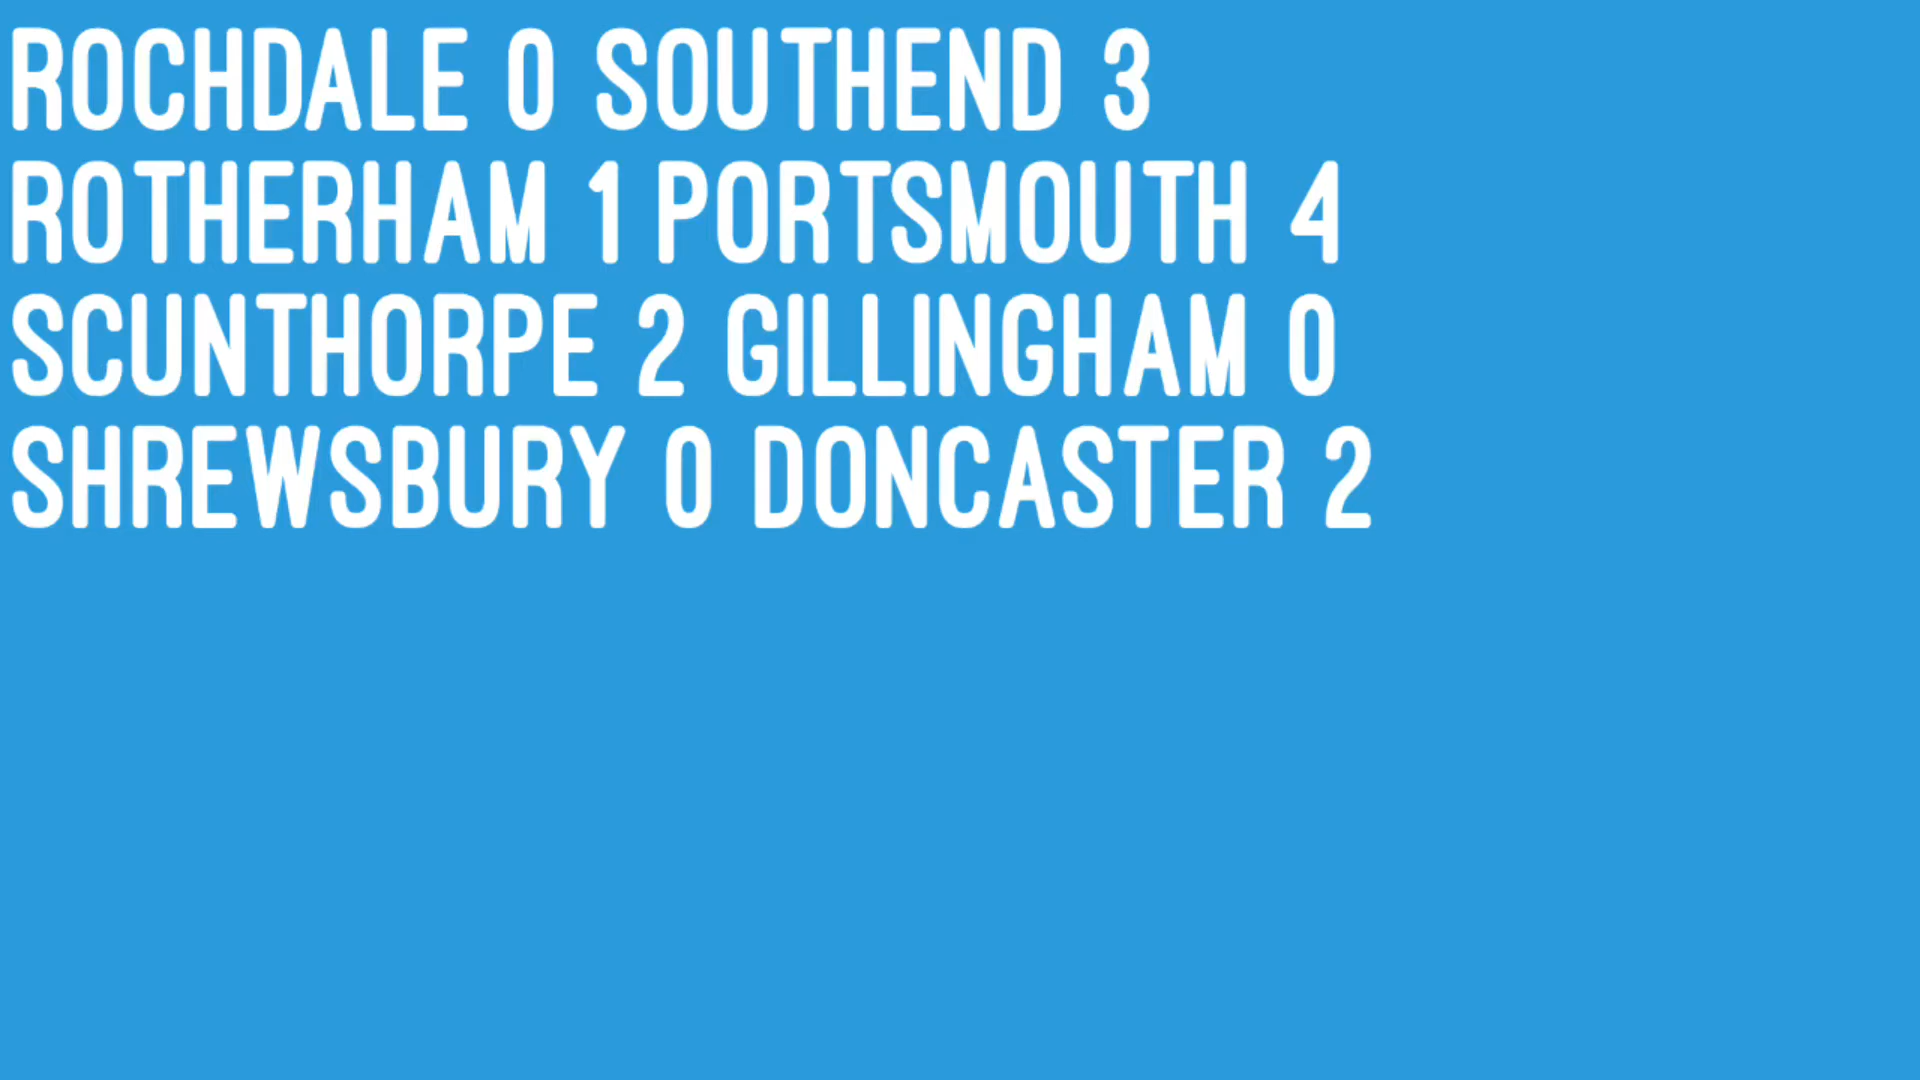 ROCHDALE 0 SOUTHEND 3
ROTHERHAM 1 PORTSMOUTH 4
SCUNTHORPE 2 GILLINGHAM 0
SHREWSBURY 0 DONCASTER 2